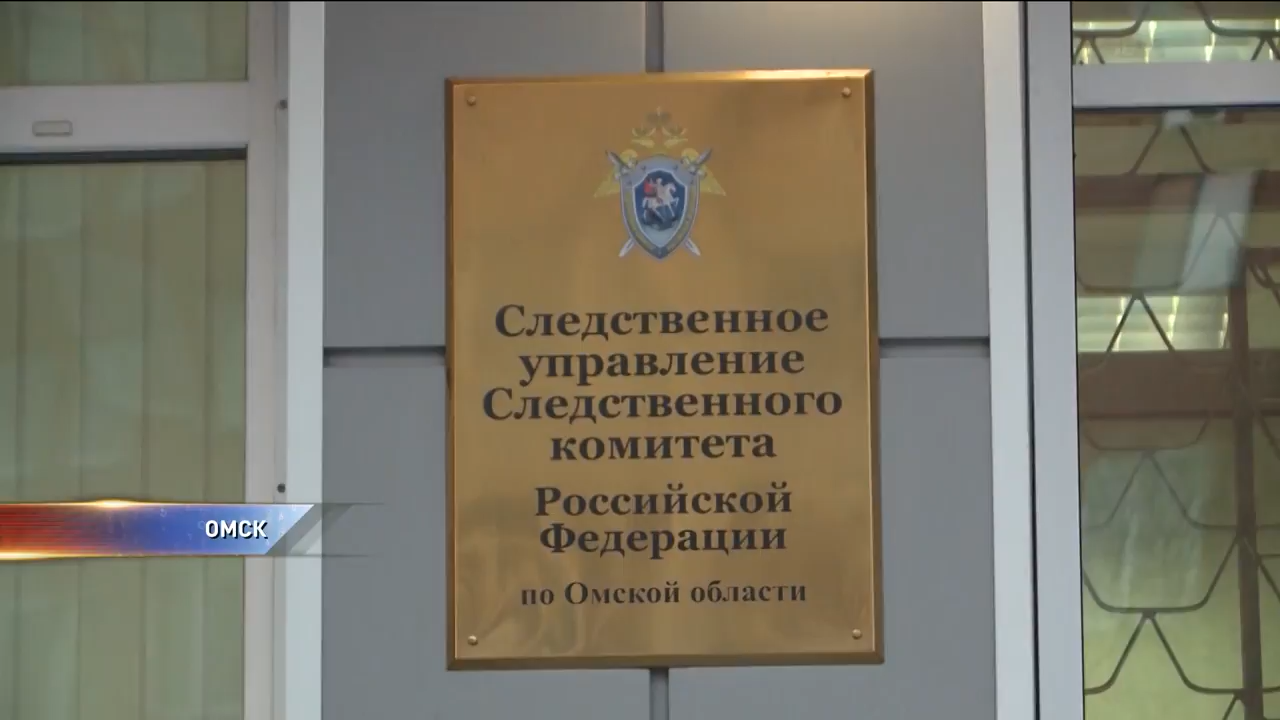 Следственное
управление
Следственного
комитета
Российской
Федерации
по Омской области
ОМСК